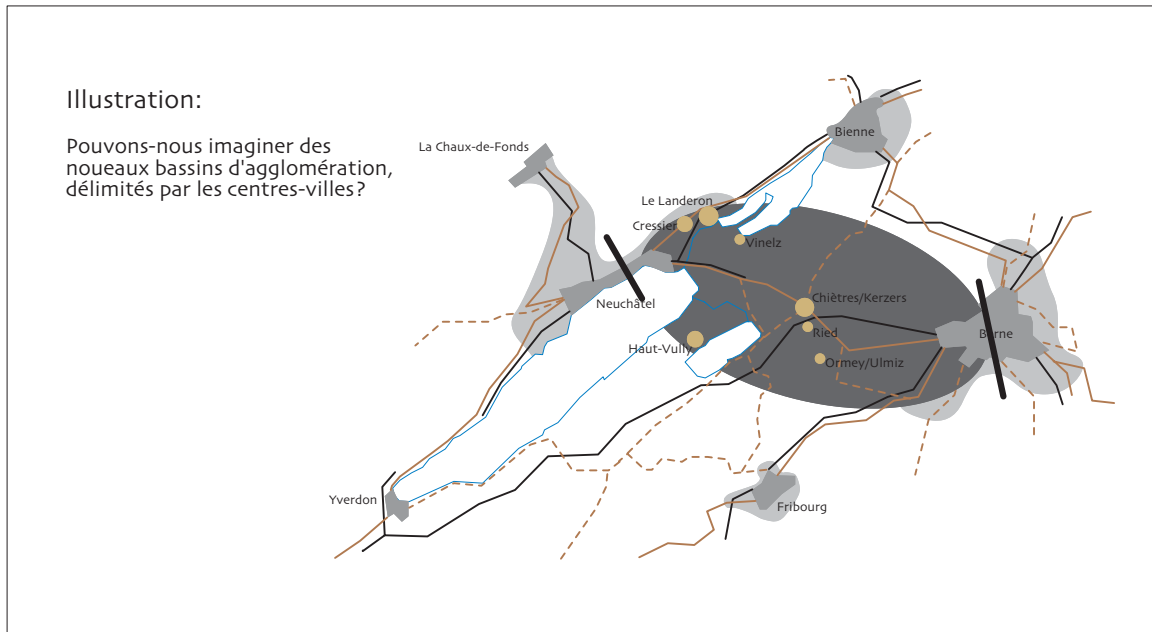 Illustration:
Pouvons-nous imaginer des
noueaux bassins d'agglomération,
délimités par les centres-villes?
La Chaux-de-Fonds
Bienne
Le Landeron
Cressier
Vinelz
Neuchâtel
Chiètres/Kerzers
Ried
Berne
Haut-Vully
Ormey/Ulmiz
Yverdon
Fribourg